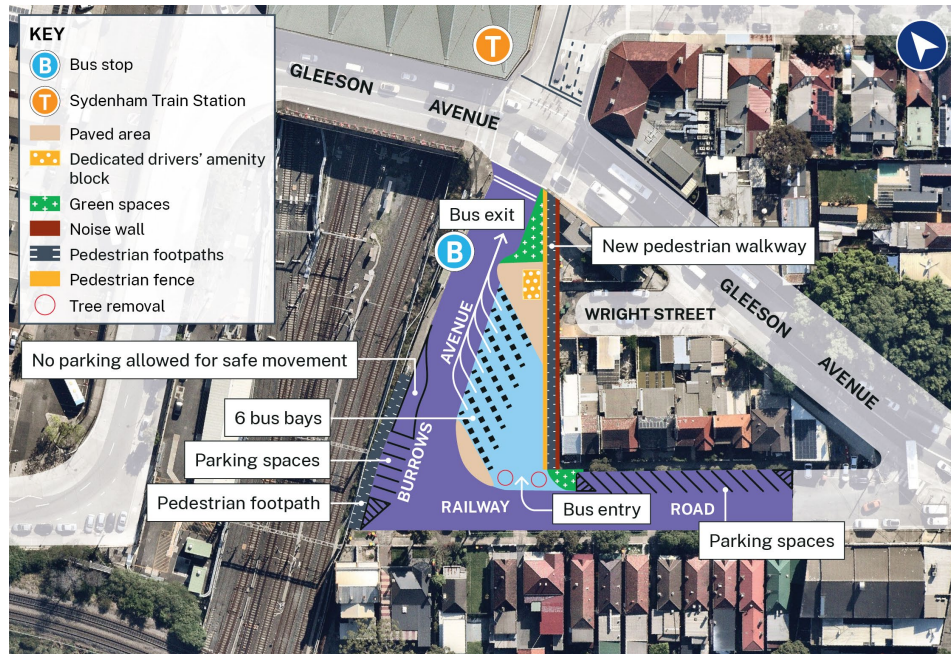 KEY
B Bus stop
T Sydenham Train Station
Paved area
Dedicated drivers' amenity
block
Green spaces
Noise wall
Pedestrian footpaths
Pedestrian fence
Tree removal
T
GLEESON AVENUE
Bus exit
B
New pedestrian walkway
WRIGHT STREET
GLEESON AVENUE
No parking allowed for safe movement
6 bus bays
Parking spaces
Pedestrian footpath
BURROWS AVENUE
RAILWAY ROAD
Bus entry
Parking spaces